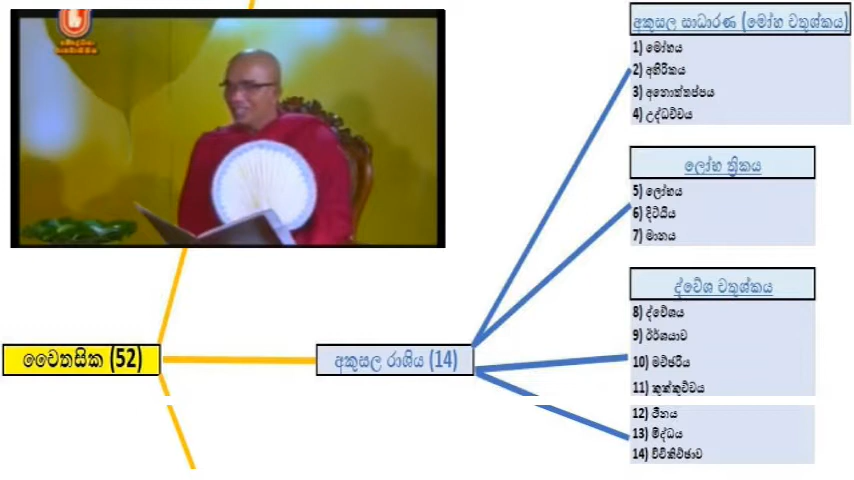 අකුසල සාධාරණ (මෝහ චතුශ්කය)
1) මෝහය
2) අහිරිකය
3) අනොත්තප්පය
4) උද්ධච්චය
ලෝභ ත්‍රිකය
5) ලෝභය
6) දිට්ඨිය
7) මානය
ද්වේශ චතුශ්කය
8) ද්වේශය
9) ඊර්ශයාව
10) මච්ඡරිය
11) කුක්කුච්චය
චෛතසික (52)
අකුසල රාශිය (14)
12) ථිනය
13) මිද්ධය
14) විචිකිච්ඡාව